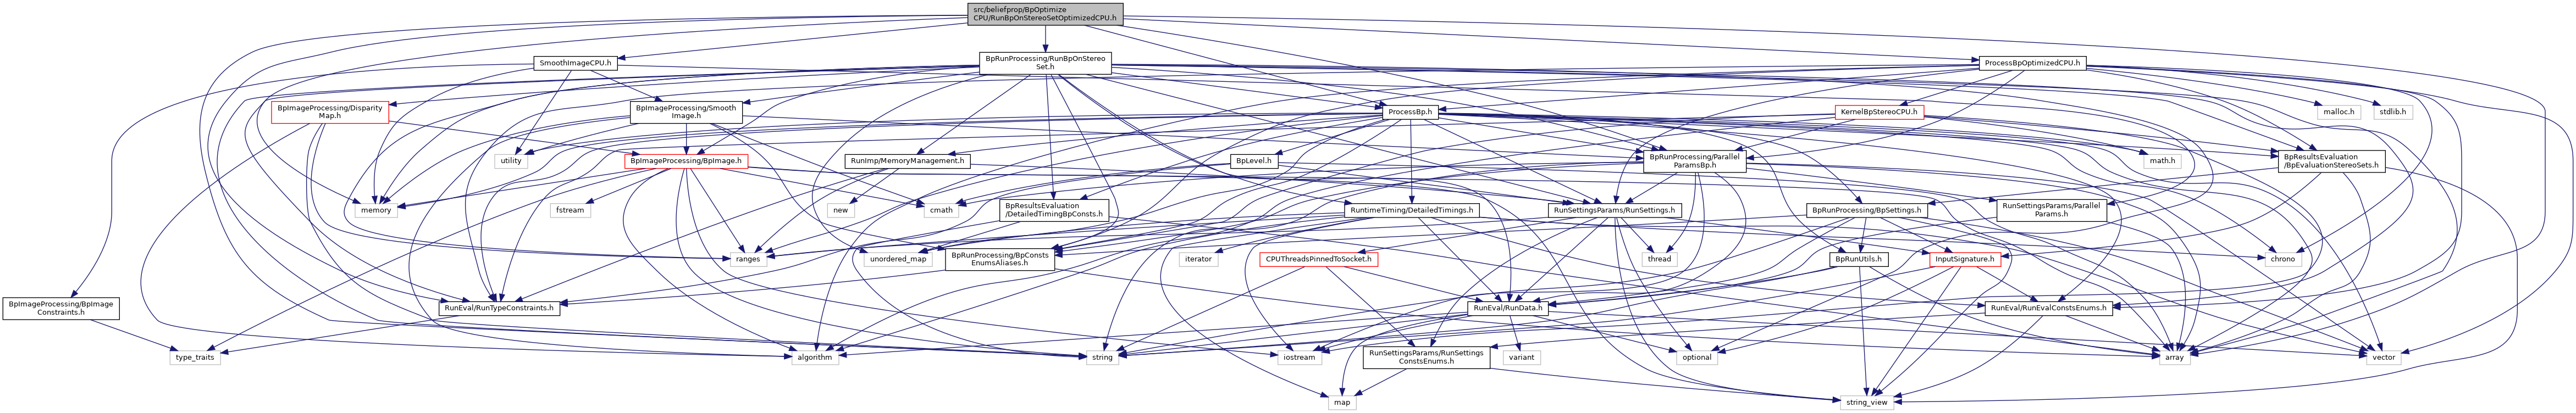 src/beliefprop/BpOptimize
CPU/RunBpOnStereoSetOptimizedCPU.h
SmoothImageCPU.h
BpRunProcessing/RunBpOnStereo
Set.h
ProcessBpOptimizedCPU.h
BpImageProcessing/Disparity
Map.h
BpImageProcessing/Smooth
Image.h
ProcessBp.h
KernelBpStereoCPU.h
malloc.h
stdlib.h
utility
BpImageProcessing/BpImage.h
RunImp/MemoryManagement.h
BpLevel.h
BpRunProcessing/Parallel
ParamsBp.h
math.h
BpResultsEvaluation
/BpEvaluationStereoSets.h
memory
fstream
new
cmath
BpResultsEvaluation
/DetailedTimingBpConsts.h
RuntimeTiming/DetailedTimings.h
RunSettingsParams/RunSettings.h
BpRunProcessing/BpSettings.h
RunSettingsParams/Parallel
Params.h
ranges
unordered_map
BpRunProcessing/BpConsts
EnumsAliases.h
iterator
CPUThreadsPinnedToSocket.h
thread
BpRunUtils.h
InputSignature.h
chrono
BpImageProcessing/BpImage
Constraints.h
RunEval/RunTypeConstraints.h
RunEval/RunData.h
RunEval/RunEvalConstsEnums.h
type_traits
algorithm
string
iostream
RunSettingsParams/RunSettings
ConstsEnums.h
variant
optional
array
vector
map
string_view